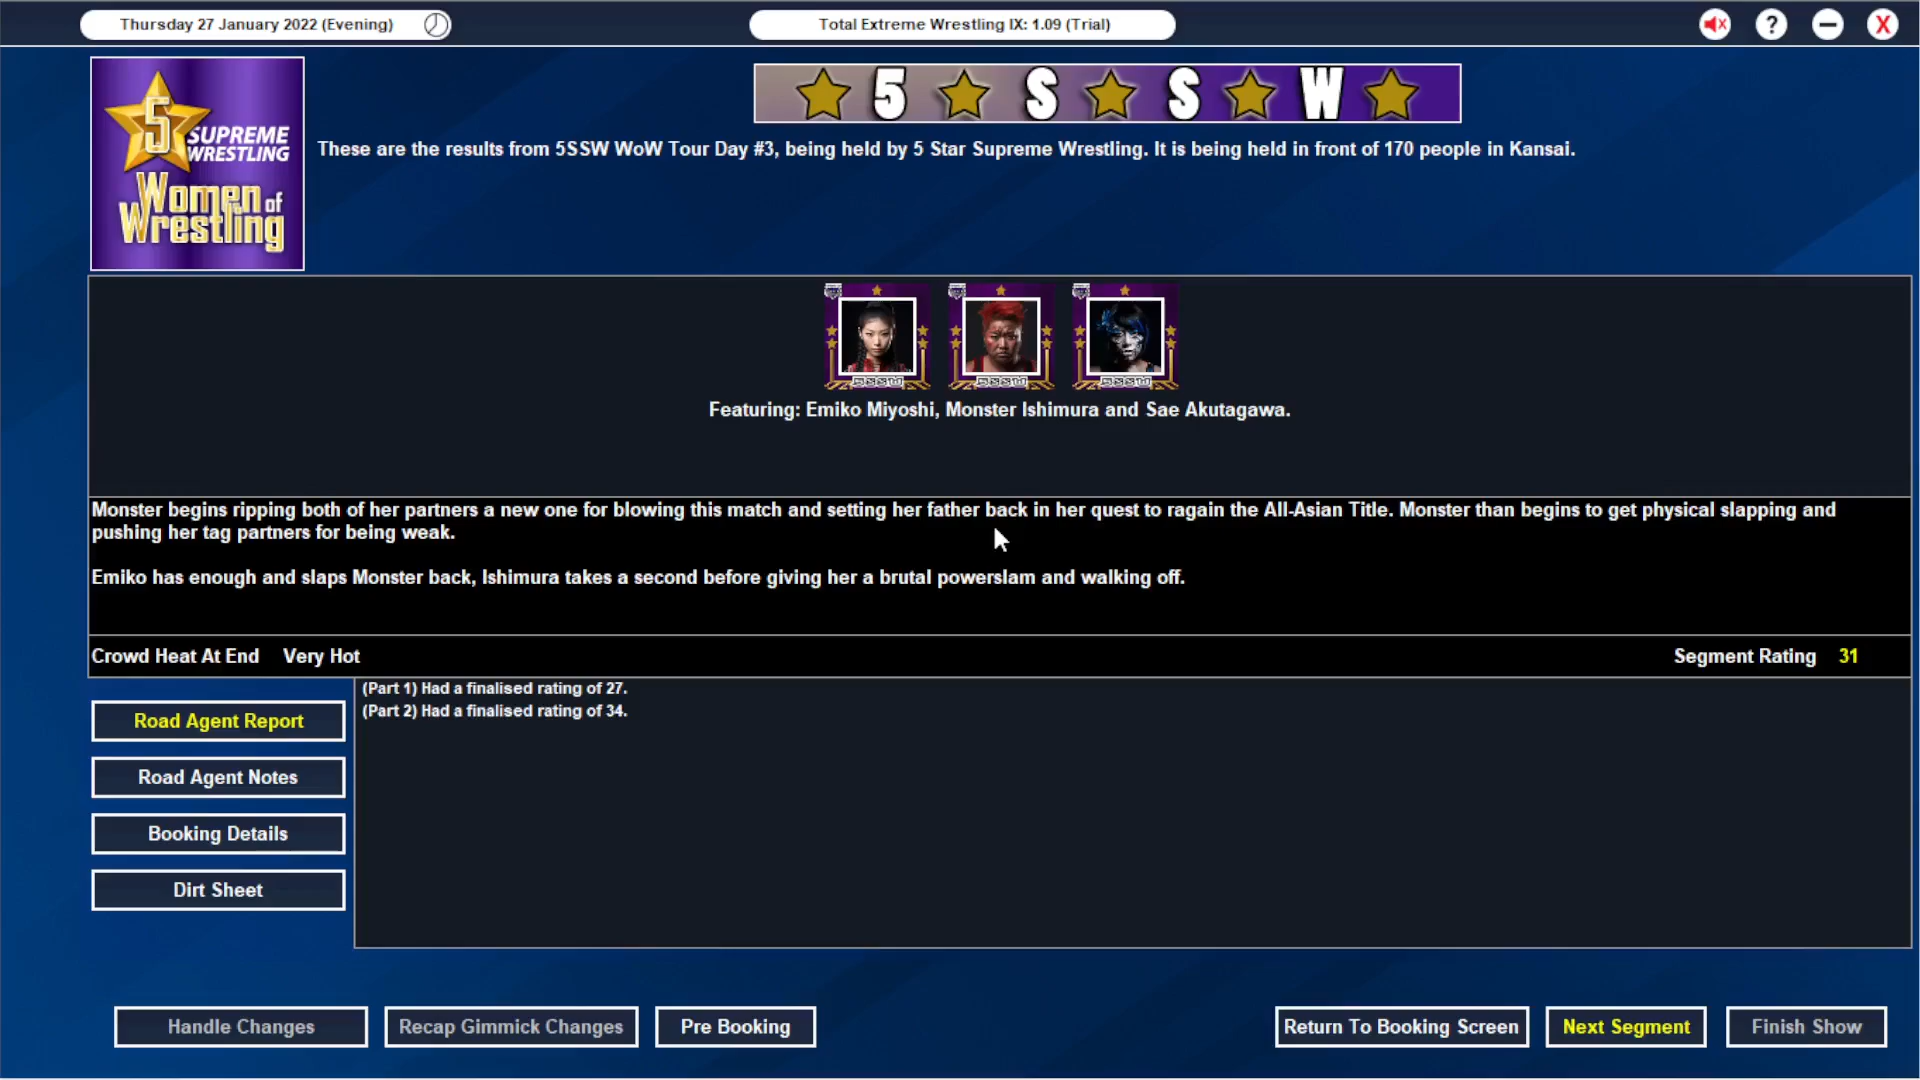 Thursday 27 January 2022 (Evening)
Total Extreme Wrestling IX: 1.09 (Trial)
?
X
5 SUPREME
WRESTLING
Women of
Wrestling
5 S S W
These are the results from 5SSW WoW Tour Day #3, being held by 5 Star Supreme Wrestling. It is being held in front of 170 people in Kansai.
5SSW 5SSW 5SSW
Featuring: Emiko Miyoshi, Monster Ishimura and Sae Akutagawa.
Monster begins ripping both of her partners a new one for blowing this match and setting her father back in her quest to ragain the All-Asian Title. Monster than begins to get physical slapping and
pushing her tag partners for being weak.
Emiko has enough and slaps Monster back, Ishimura takes a second before giving her a brutal powerslam and walking off.
Crowd Heat At End Very Hot
Segment Rating 31
(Part 1) Had a finalised rating of 27.
(Part 2) Had a finalised rating of 34.
Road Agent Report
Road Agent Notes
Booking Details
Dirt Sheet
Handle Changes
Recap Gimmick Changes
Pre Booking
Return To Booking Screen
Next Segment
Finish Show